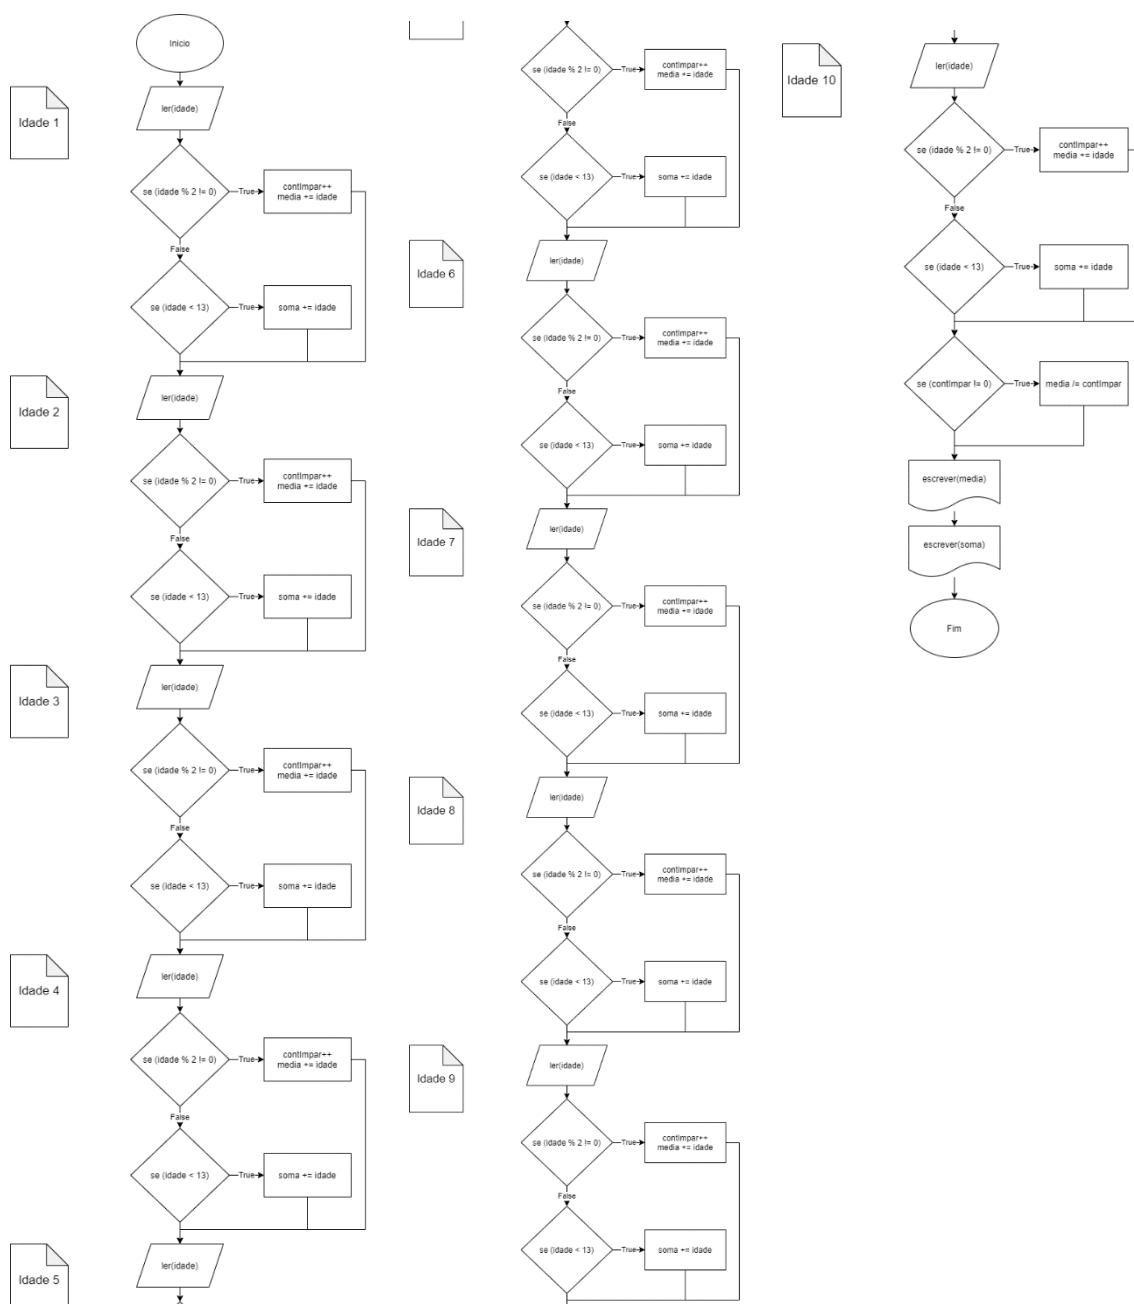 Inicio
Idade 1
ler(idade)
se (idade % 2 != 0)
True
contImpar++
media += idade
False
se (idade < 13)
True
soma += idade
Idade 2
ler(idade)
se (idade % 2 != 0)
True
contImpar++
media += idade
False
se (idade < 13)
True
soma += idade
Idade 3
ler(idade)
se (idade % 2 != 0)
True
contImpar++
media += idade
False
se (idade < 13)
True
soma += idade
Idade 4
ler(idade)
se (idade % 2 != 0)
True
contImpar++
media += idade
False
se (idade < 13)
True
soma += idade
Idade 5
ler(idade)
se (idade % 2 != 0)
True
contImpar++
media += idade
False
se (idade < 13)
True
soma += idade
Idade 6
ler(idade)
se (idade % 2 != 0)
True
contImpar++
media += idade
False
se (idade < 13)
True
soma += idade
Idade 7
ler(idade)
se (idade % 2 != 0)
True
contImpar++
media += idade
False
se (idade < 13)
True
soma += idade
Idade 8
ler(idade)
se (idade % 2 != 0)
True
contImpar++
media += idade
False
se (idade < 13)
True
soma += idade
Idade 9
ler(idade)
se (idade % 2 != 0)
True
contImpar++
media += idade
False
se (idade < 13)
True
soma += idade
Idade 10
ler(idade)
se (idade % 2 != 0)
True
contImpar++
media += idade
False
se (idade < 13)
True
soma += idade
se (contImpar != 0)
True
media /= contImpar
escrever(media)
escrever(soma)
Fim